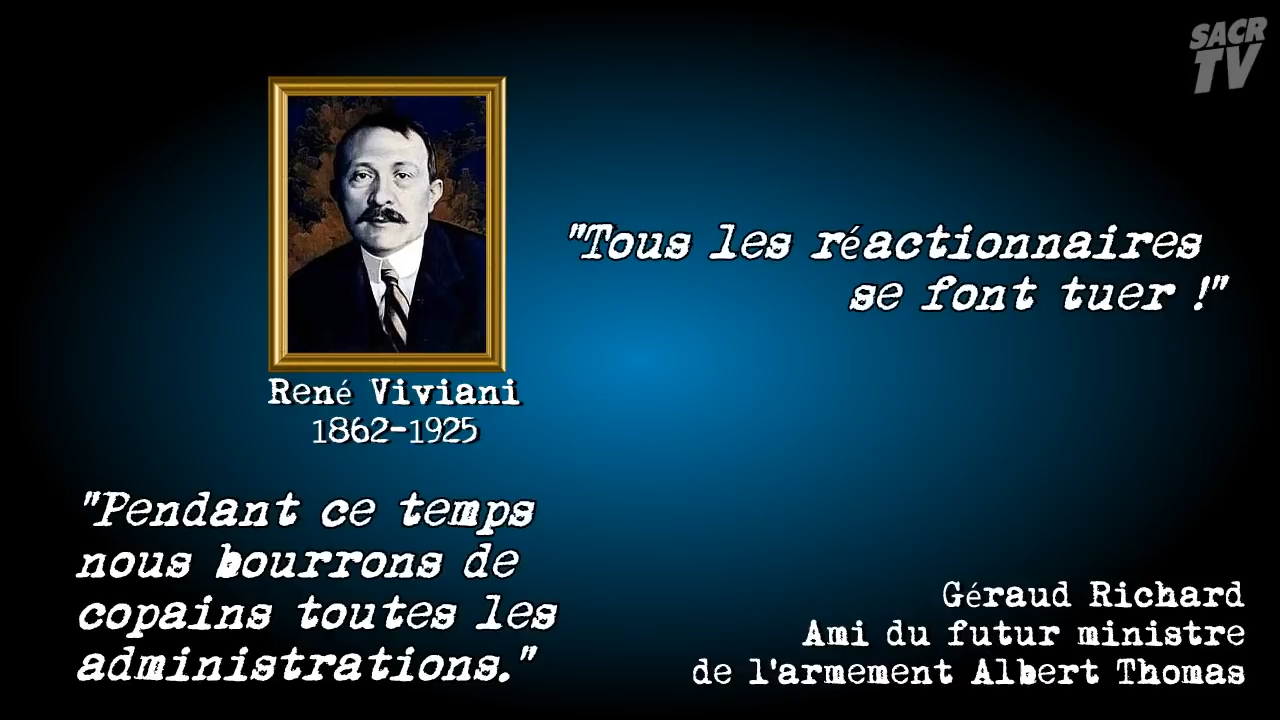 SACR
TV
"Tous les réactionnaires
se font tuer !"
René Viviani
1862-1925
"Pendant ce temps
nous bourrons de
copains toutes les
administrations."
Géraud Richard
Ami du futur ministre
de l'armement Albert Thomas